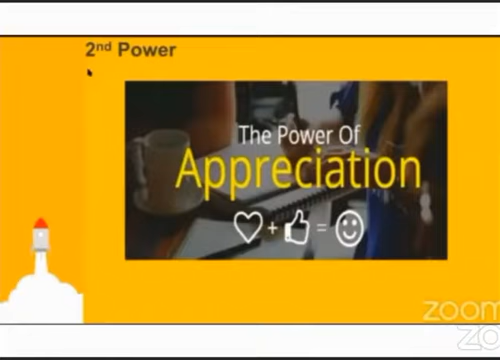 2nd Power
The Power Of
Appreciation
+ =
zoom